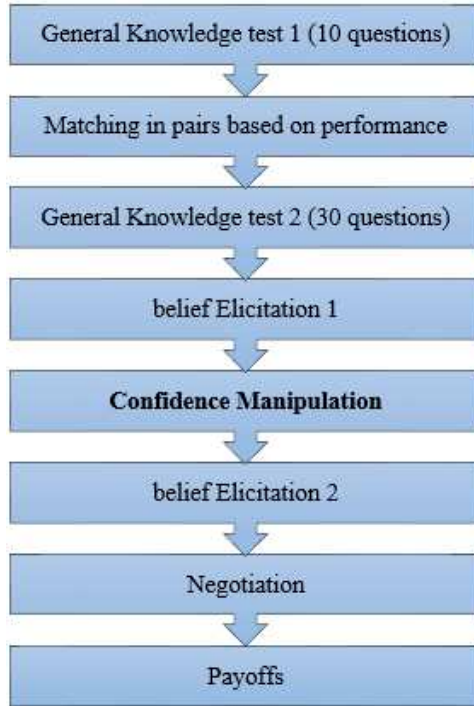 General Knowledge test 1 (10 questions)
Matching in pairs based on performance
General Knowledge test 2 (30 questions)
belief Elicitation 1
Confidence Manipulation
belief Elicitation 2
Negotiation
Payoffs